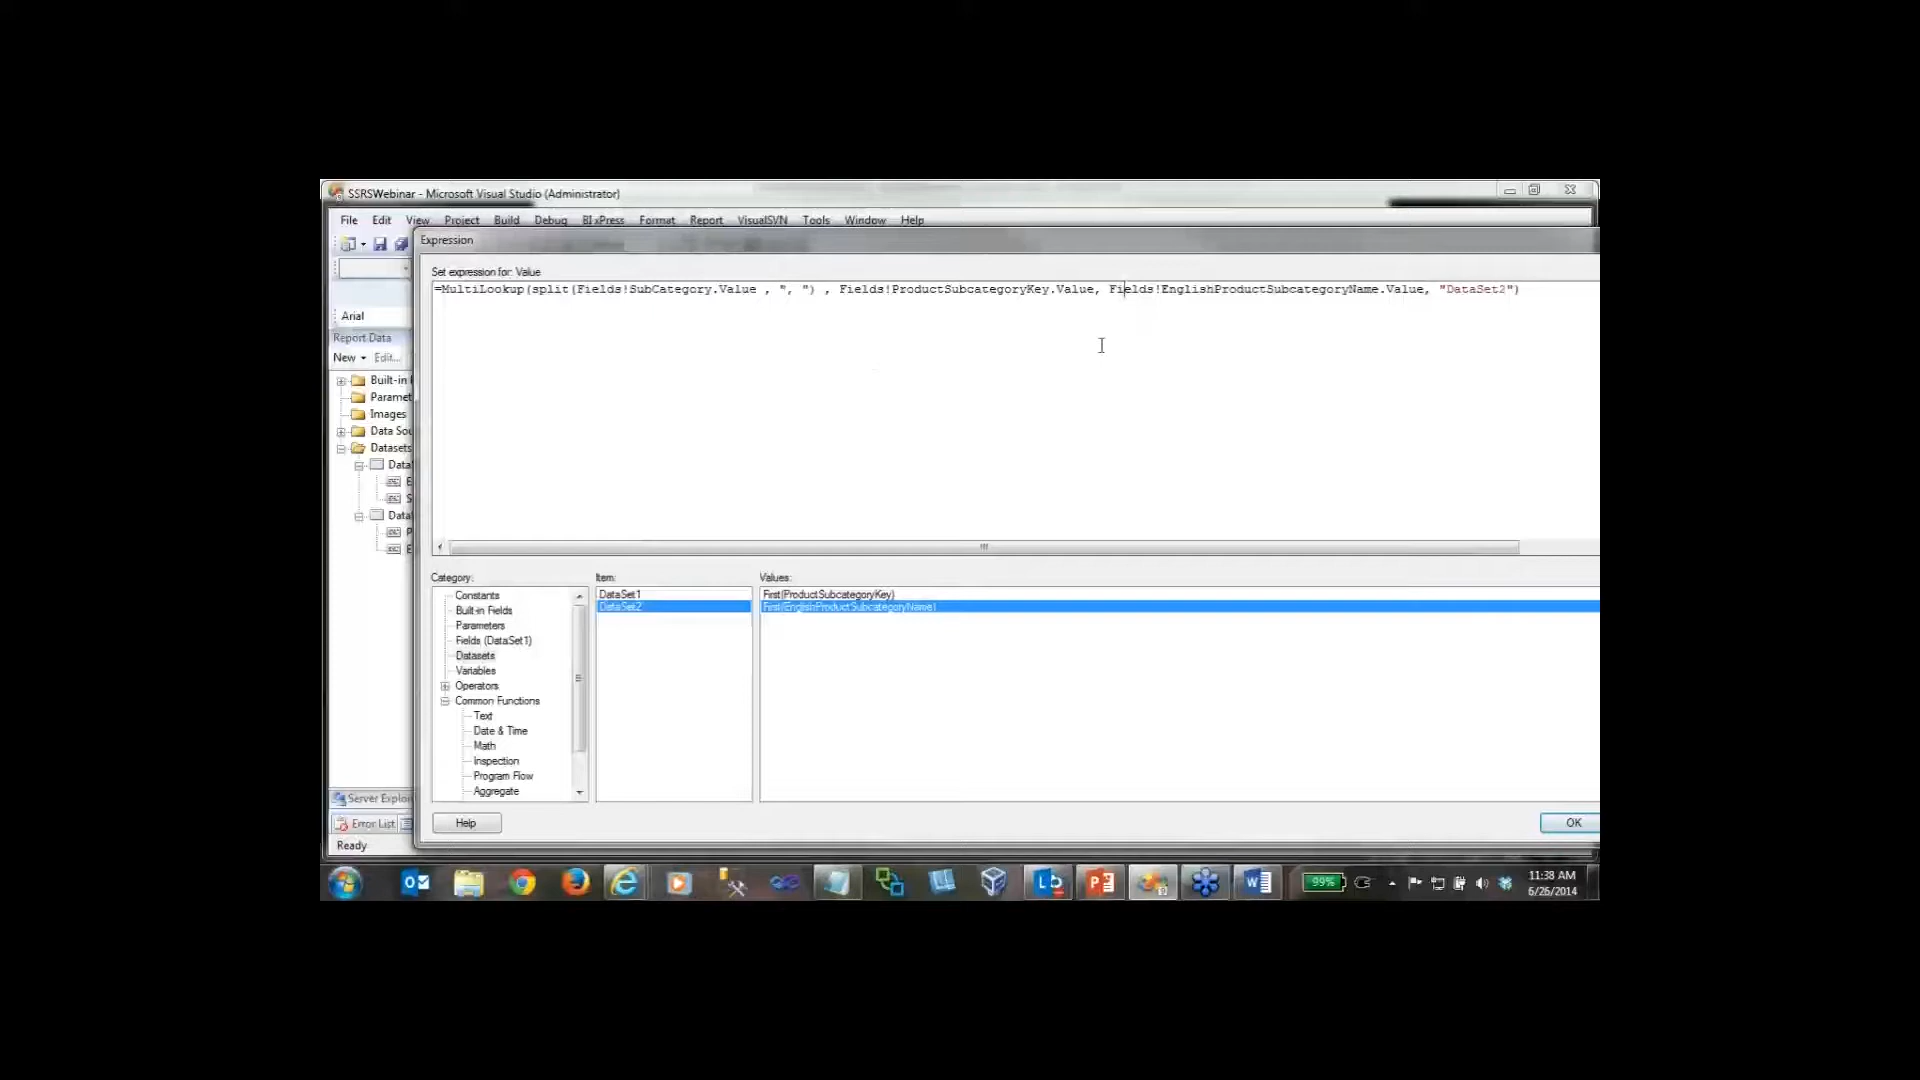 SSRSWebinar - Microsoft Visual Studio (Administrator)
File Edit View Project Build Debug BI xPress Format Report VisualSVN Tools Window Help
Expression
Set expression for: Value
=MultiLookup(split(Fields!SubCategory.Value , ", ") , Fields!ProductSubcategoryKey.Value, Fields!EnglishProductSubcategoryName.Value, "DataSet2")
Arial
Report Data
New Edit...
Built-in
Images
Datasets
Category: Item: Values:
Constants
Built-in Fields
Parameters
Fields (DataSet1)
Datasets
Variables
Operators
Common Functions
Text
Date & Time
Math
Inspection
Program Flow
Aggregate
DataSet1
DataSet2
First(ProductSubcategoryKey)
First(EnglishProductSubcategoryName)
Server
Error List
Help OK
Ready
99%
11:38 AM
6/26/2014